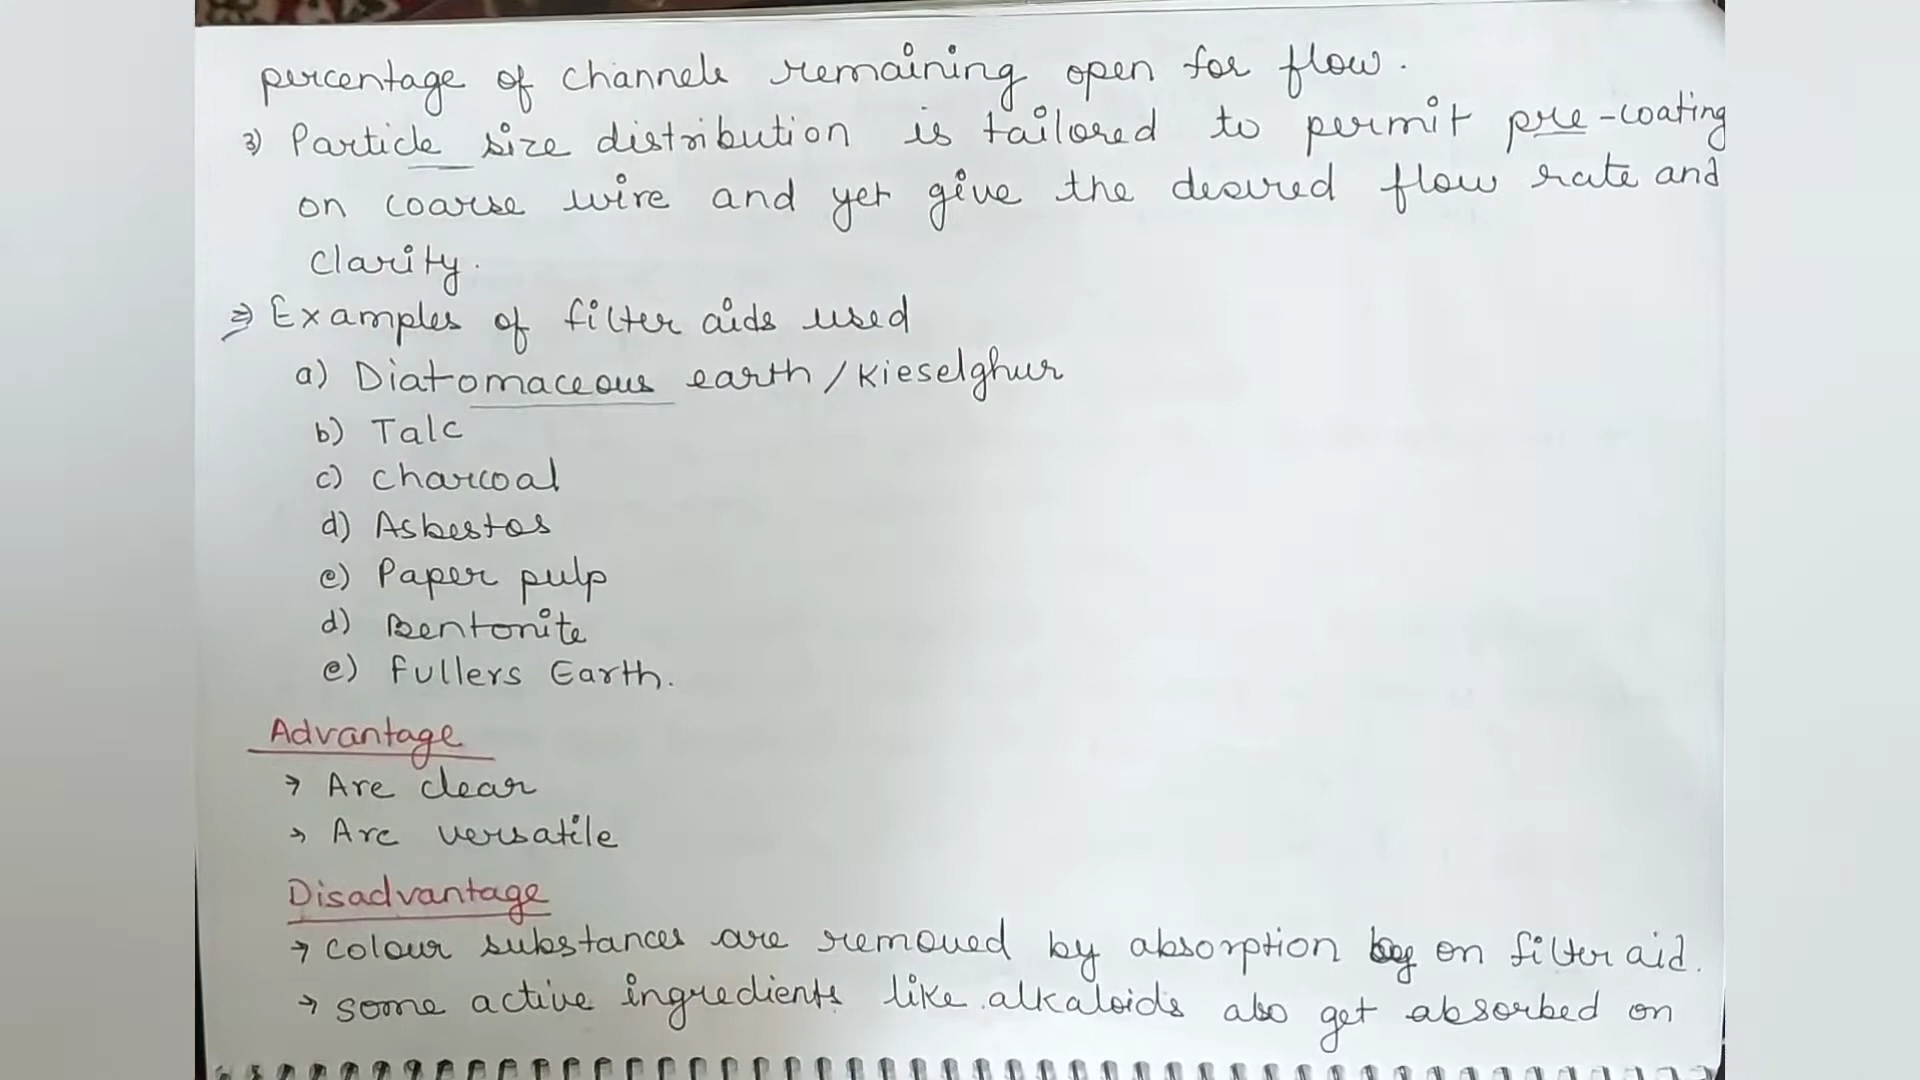 percentage of channels remaining open for flow.
3) Particle size distribution is tailored to permit pre-coating
on coarse wire and yet give the desired flow rate and
clarity.
⇒ Examples of filter aids used
a) Diatomaceous earth / Kieselghur
b) Talc
c) charcoal
d) Asbestos
e) Paper pulp
d) Bentonite
e) fullers Earth.
Advantage
→ Are clear
→ Are versatile
Disadvantage
→ colour substances are removed by absorption on filter aid.
→ some active ingredients like alkaloids also get absorbed on